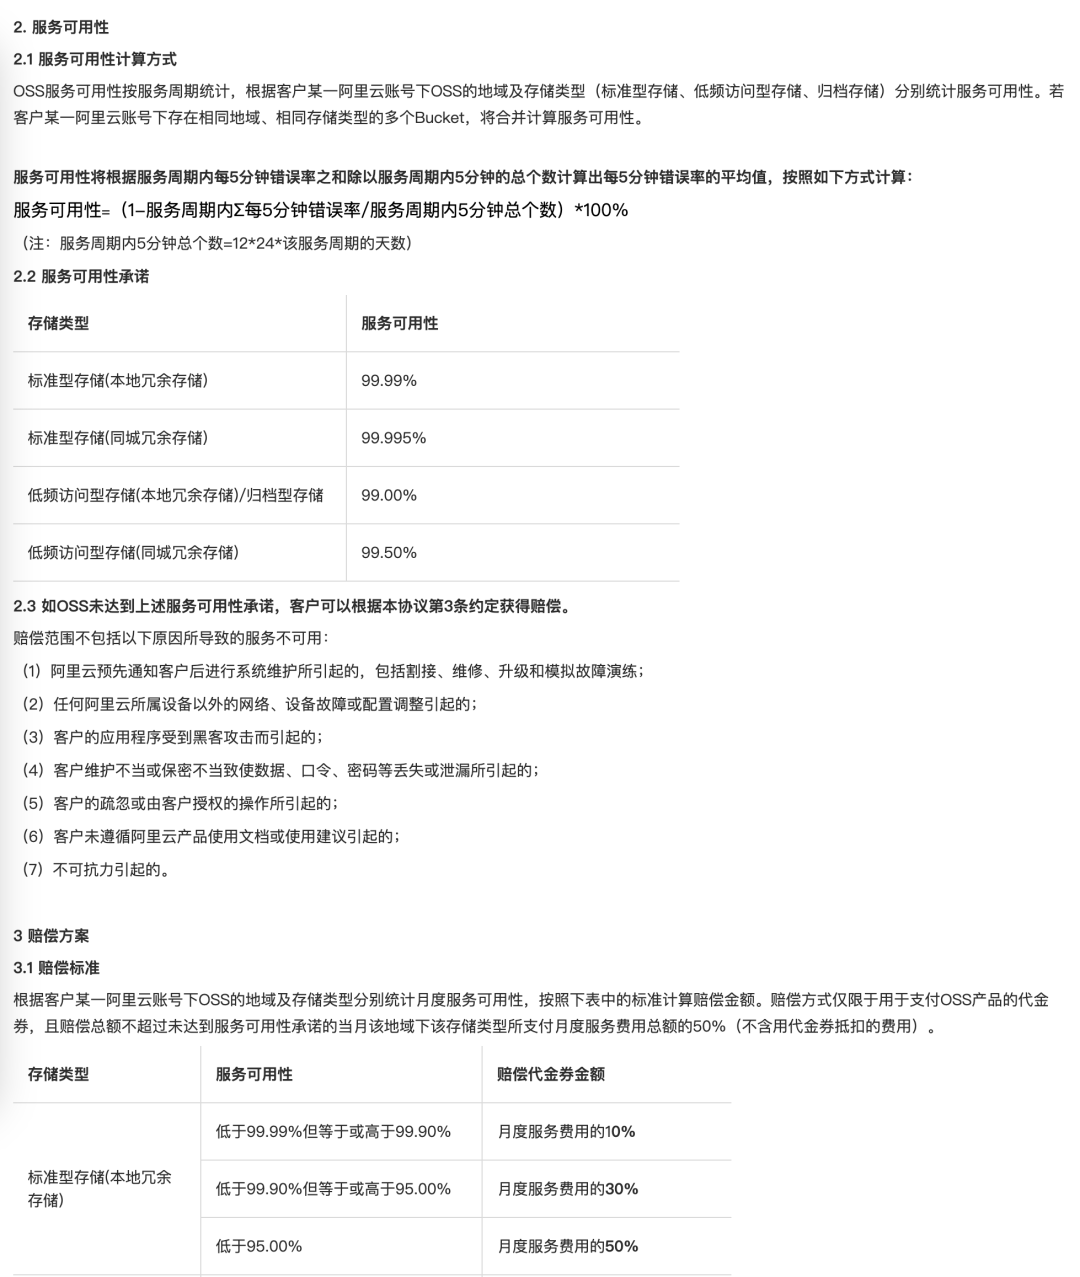 2. 服务可用性
2.1 服务可用性计算方式
OSS服务可用性按服务周期统计，根据客户某一阿里云账号下OSS的地域及存储类型（标准型存储、低频访问型存储、归档存储）分别统计服务可用性。若
客户某一阿里云账号下存在相同地域、相同存储类型的多个Bucket，将合并计算服务可用性。
服务可用性将根据服务周期内每5分钟错误率之和除以服务周期内5分钟的总个数计算出每5分钟错误率的平均值，按照如下方式计算：
服务可用性=（1–服务周期内Σ每5分钟错误率/服务周期内5分钟总个数）*100%
（注：服务周期内5分钟总个数=12*24*该服务周期的天数）
2.2 服务可用性承诺
存储类型 服务可用性
标准型存储(本地冗余存储) 99.99%
标准型存储(同城冗余存储) 99.995%
低频访问型存储(本地冗余存储)/归档型存储 99.00%
低频访问型存储(同城冗余存储) 99.50%
2.3 如OSS未达到上述服务可用性承诺，客户可以根据本协议第3条约定获得赔偿。
赔偿范围不包括以下原因所导致的服务不可用：
（1）阿里云预先通知客户后进行系统维护所引起的，包括割接、维修、升级和模拟故障演练；
（2）任何阿里云所属设备以外的网络、设备故障或配置调整引起的；
（3）客户的应用程序受到黑客攻击而引起的；
（4）客户维护不当或保密不当致使数据、口令、密码等丢失或泄漏所引起的；
（5）客户的疏忽或由客户授权的操作所引起的；
（6）客户未遵循阿里云产品使用文档或使用建议引起的；
（7）不可抗力引起的。
3 赔偿方案
3.1 赔偿标准
根据客户某一阿里云账号下OSS的地域及存储类型分别统计月度服务可用性，按照下表中的标准计算赔偿金额。赔偿方式仅限于用于支付OSS产品的代金
券，且赔偿总额不超过未达到服务可用性承诺的当月该地域下该存储类型所支付月度服务费用总额的50%（不含用代金券抵扣的费用）。
存储类型 服务可用性 赔偿代金券金额
标准型存储(本地冗余
存储)
低于99.99%但等于或高于99.90% 月度服务费用的10%
低于99.90%但等于或高于95.00% 月度服务费用的30%
低于95.00% 月度服务费用的50%